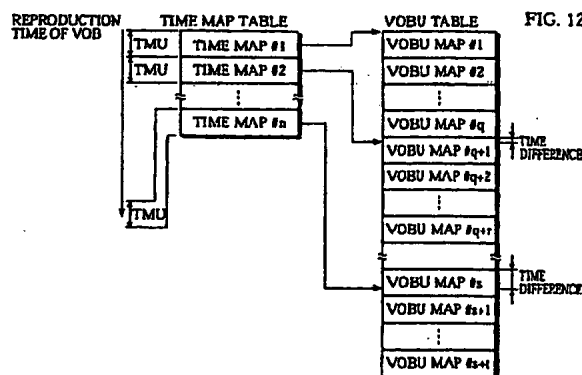 REPRODUCTION
TIME OF VOB
TIME MAP TABLE
VOBU TABLE
FIG. 12
TMU
TIME MAP #1
VOBU MAP #1
TMU
TIME MAP #2
VOBU MAP #2
TIME MAP #n
VOBU MAP #q
TIME
DIFFERENCE
VOBU MAP #q+1
VOBU MAP #q+2
TMU
VOBU MAP #q+r
VOBU MAP #s
TIME
DIFFERENCE
VOBU MAP #s+1
VOBU MAP #s+t